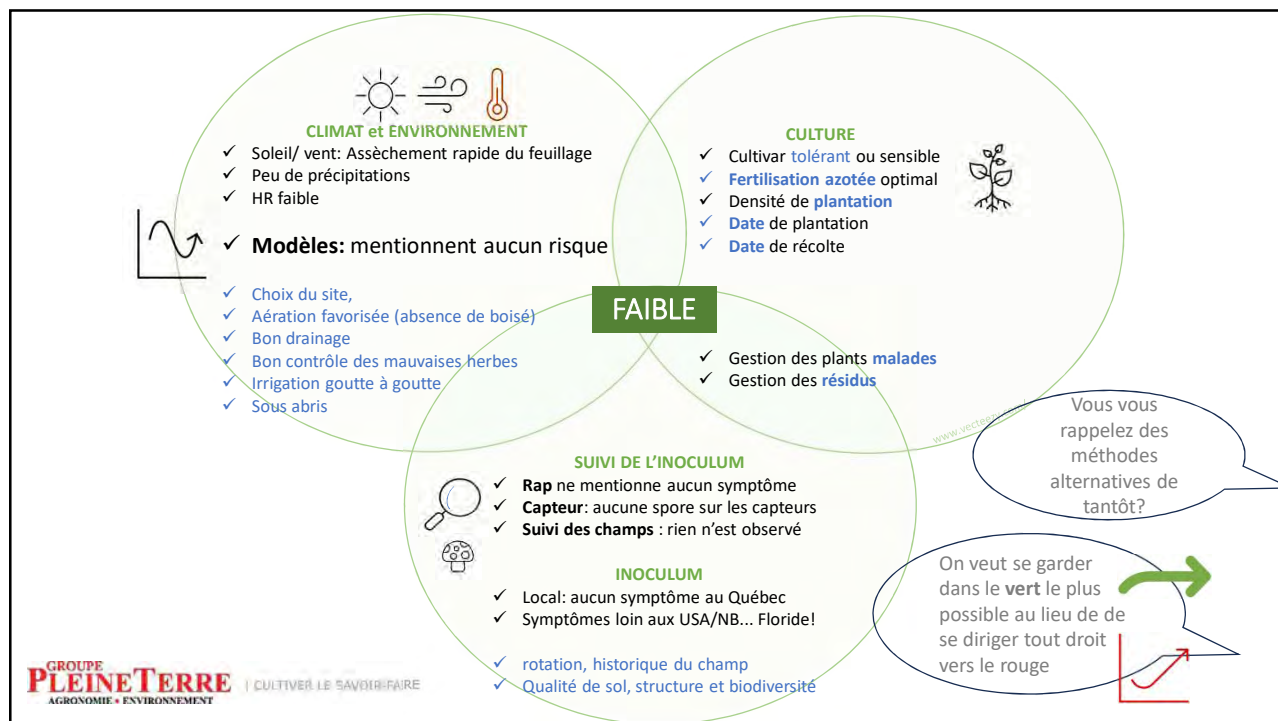 CLIMAT et ENVIRONNEMENT
✓ Soleil/ vent: Assèchement rapide du feuillage
✓ Peu de précipitations
✓ HR faible
✓ Modèles: mentionnent aucun risque
✓ Choix du site,
✓ Aération favorisée (absence de boisé)
✓ Bon drainage
✓ Bon contrôle des mauvaises herbes
✓ Irrigation goutte à goutte
✓ Sous abris
CULTURE
✓ Cultivar tolérant ou sensible
✓ Fertilisation azotée optimal
✓ Densité de plantation
✓ Date de plantation
✓ Date de récolte
FAIBLE
✓ Gestion des plants malades
✓ Gestion des résidus
SUIVI DE L'INOCULUM
✓ Rap ne mentionne aucun symptôme
✓ Capteur: aucune spore sur les capteurs
✓ Suivi des champs : rien n'est observé
INOCULUM
✓ Local: aucun symptôme au Québec
✓ Symptômes loin aux USA/NB... Floride!
✓ rotation, historique du champ
✓ Qualité de sol, structure et biodiversité
Vous vous
rappelez des
méthodes
alternatives de
tantôt?
On veut se garder
dans le vert le plus
possible au lieu de de
se diriger tout droit
vers le rouge
GROUPE
PLEINETERRE
AGRONOMIE • ENVIRONNEMENT
| CULTIVER LE SAVOIR-FAIRE